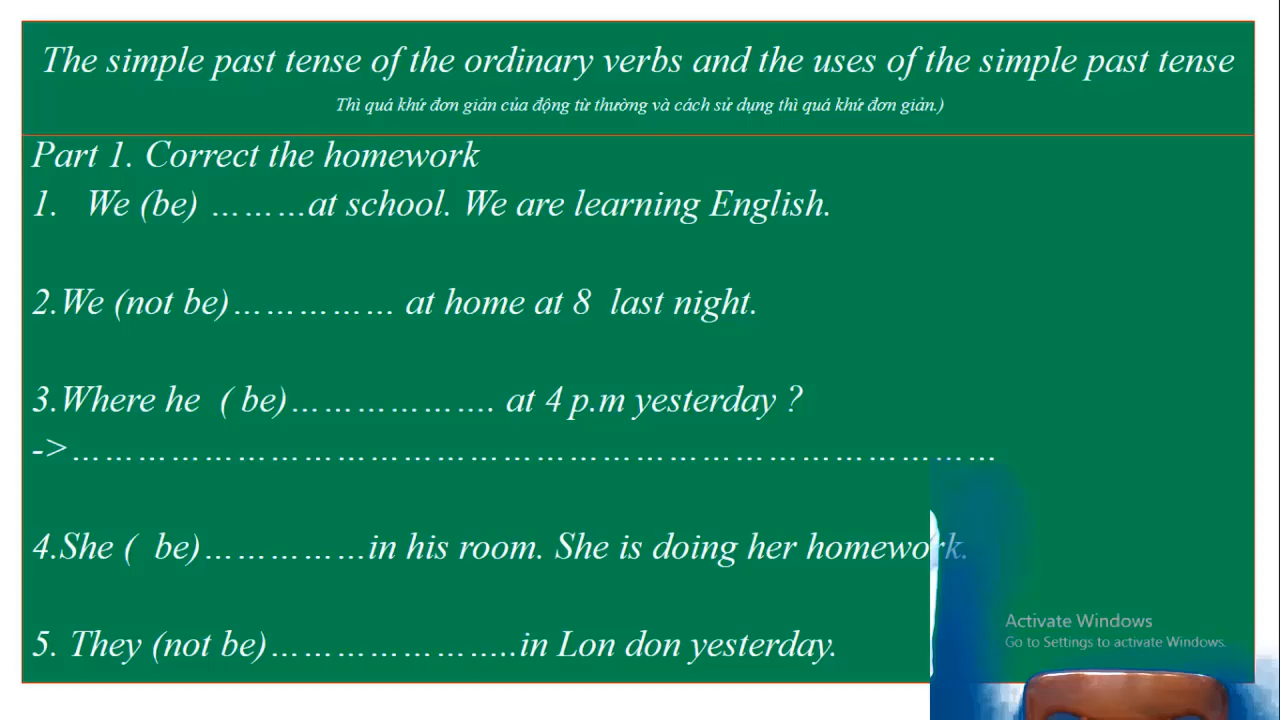 The simple past tense of the ordinary verbs and the uses of the simple past tense
Thì quá khứ đơn giản của động từ thường và cách sử dụng thì quá khứ đơn giản.)
Part 1. Correct the homework
1. We (be) ………at school. We are learning English.
2.We (not be)…………… at home at 8 last night.
3.Where he ( be)………………. at 4 p.m yesterday ?
->…………………………………………………………………………
4.She ( be)……………in his room. She is doing her homework.
5. They (not be)…………………..in Lon don yesterday.
Activate Windows
Go to Settings to activate Windows.